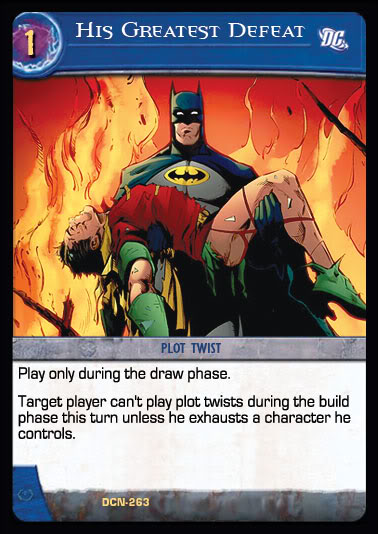 1
His Greatest Defeat
DC
PLOT TWIST
Play only during the draw phase.
Target player can't play plot twists during the build
phase this turn unless he exhausts a character he
controls.
DCN-263